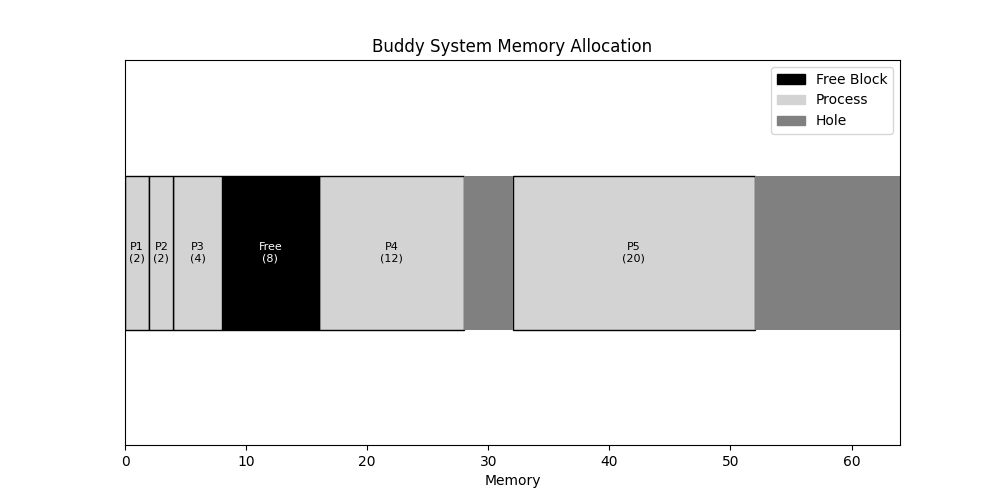 Buddy System Memory Allocation
Free Block
Process
Hole
P1
(2)
P2
(2)
P3
(4)
Free
(8)
P4
(12)
P5
(20)
0 10 20 30 40 50 60
Memory